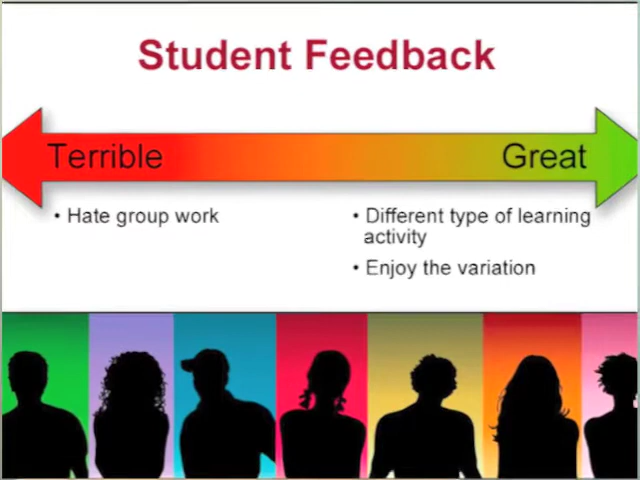 Student Feedback
Terrible
Great
• Hate group work
• Different type of learning
activity
• Enjoy the variation